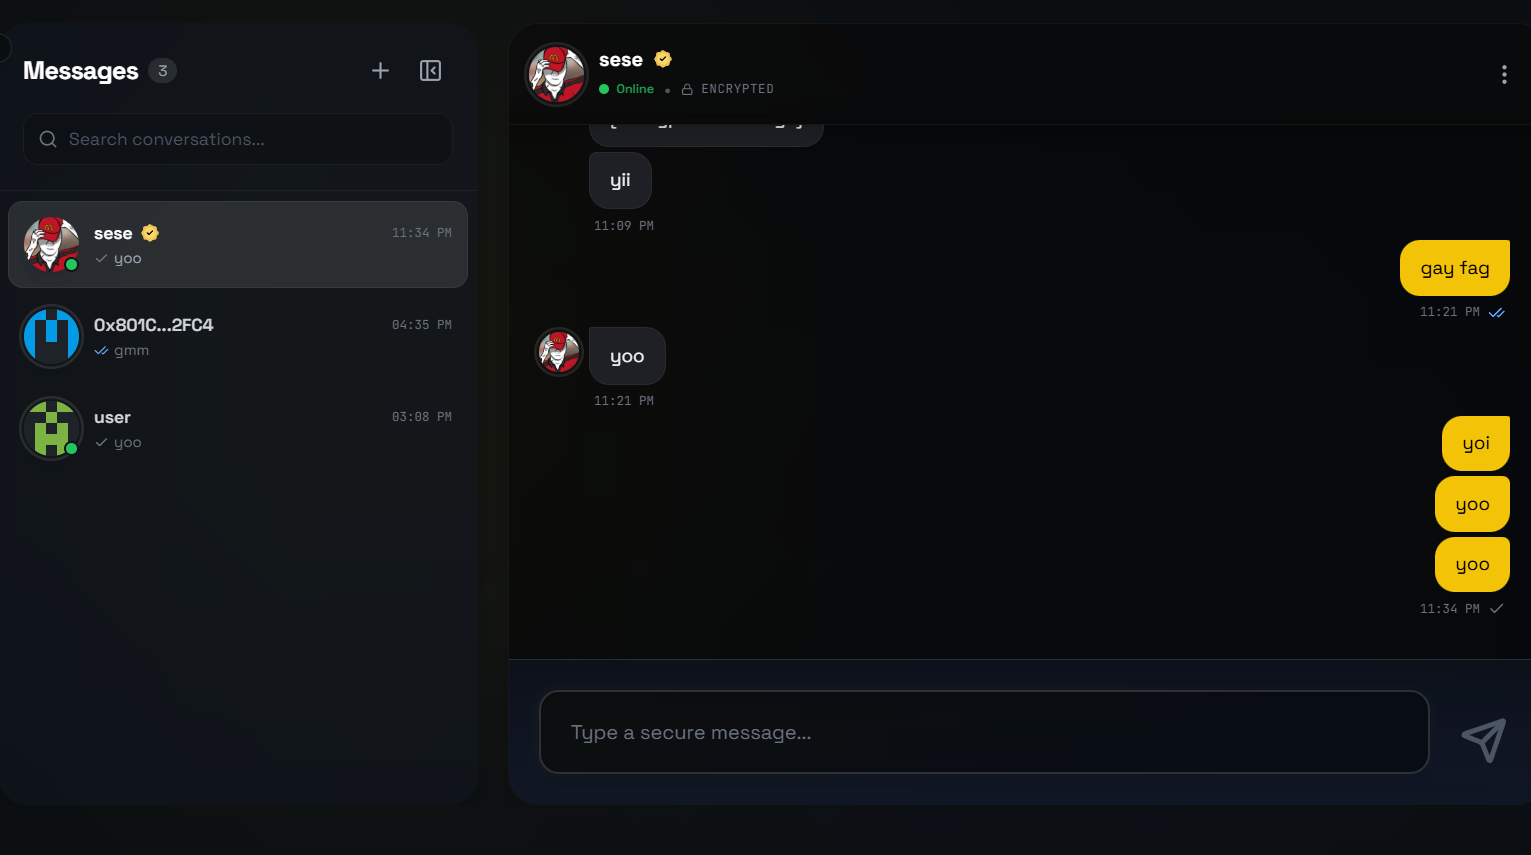 Messages 3
Search conversations...
sese
11:34 PM
yoo
0x801C...2FC4
04:35 PM
gmm
user
03:08 PM
yoo
sese
Online • ENCRYPTED
yii
11:09 PM
gay fag
11:21 PM
yoo
11:21 PM
yoi
yoo
yoo
11:34 PM
Type a secure message...